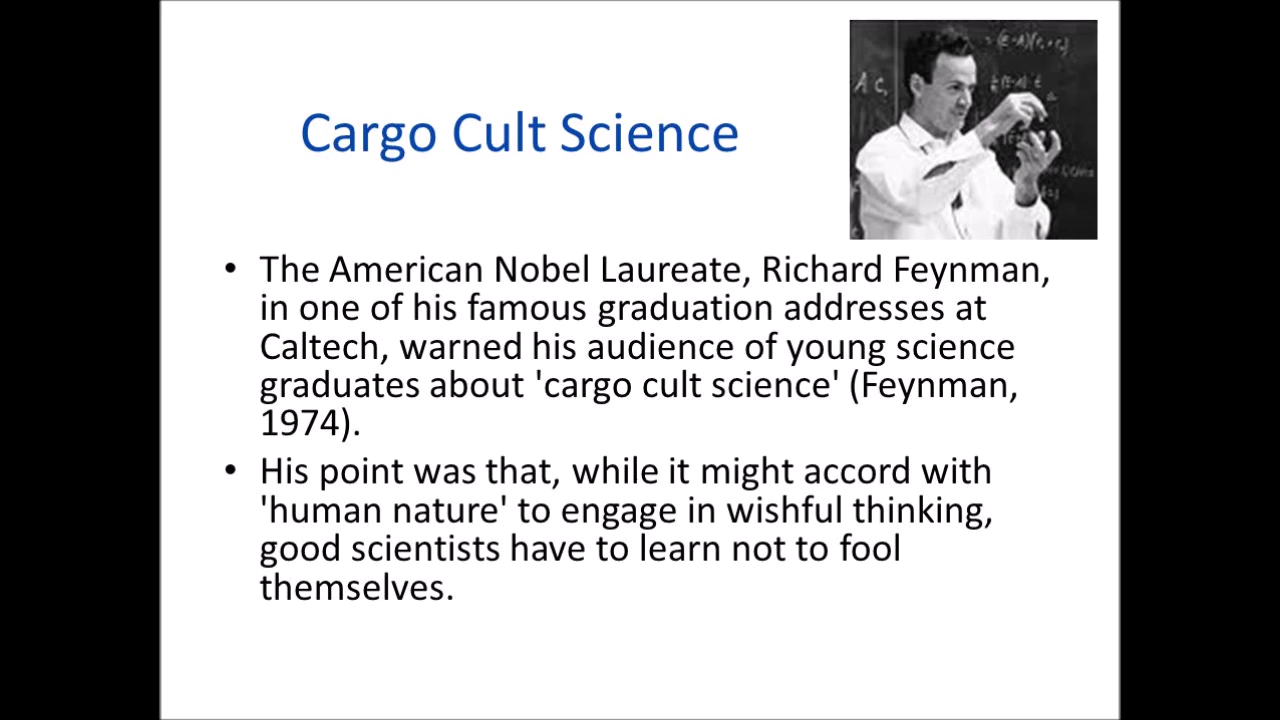 Cargo Cult Science
• The American Nobel Laureate, Richard Feynman,
in one of his famous graduation addresses at
Caltech, warned his audience of young science
graduates about 'cargo cult science' (Feynman,
1974).
• His point was that, while it might accord with
'human nature' to engage in wishful thinking,
good scientists have to learn not to fool
themselves.